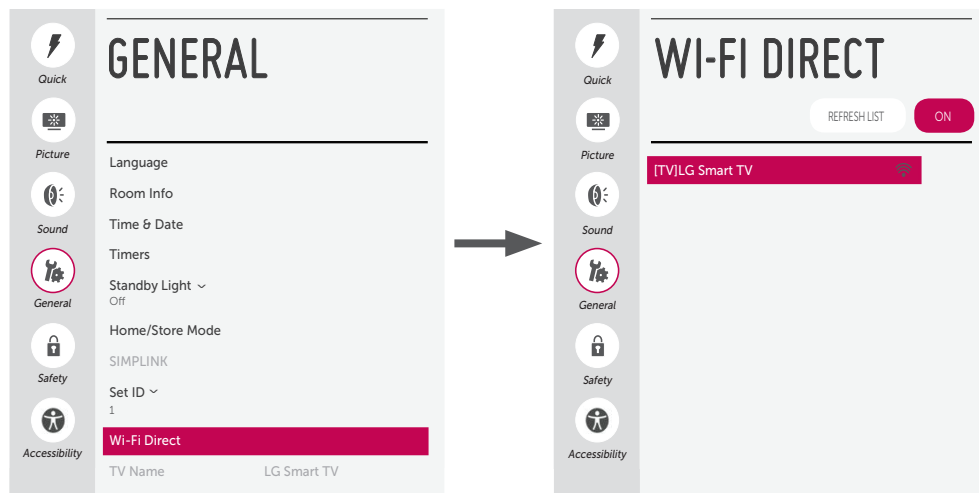 Quick
Picture
Sound
General
Safety
Accessibility
GENERAL
Language
Room Info
Time & Date
Timers
Standby Light
Off
Home/Store Mode
SIMPLINK
Set ID
1
Wi-Fi Direct
TV Name LG Smart TV
Quick
Picture
Sound
General
Safety
Accessibility
WI-FI DIRECT
REFRESH LIST ON
[TV]LG Smart TV